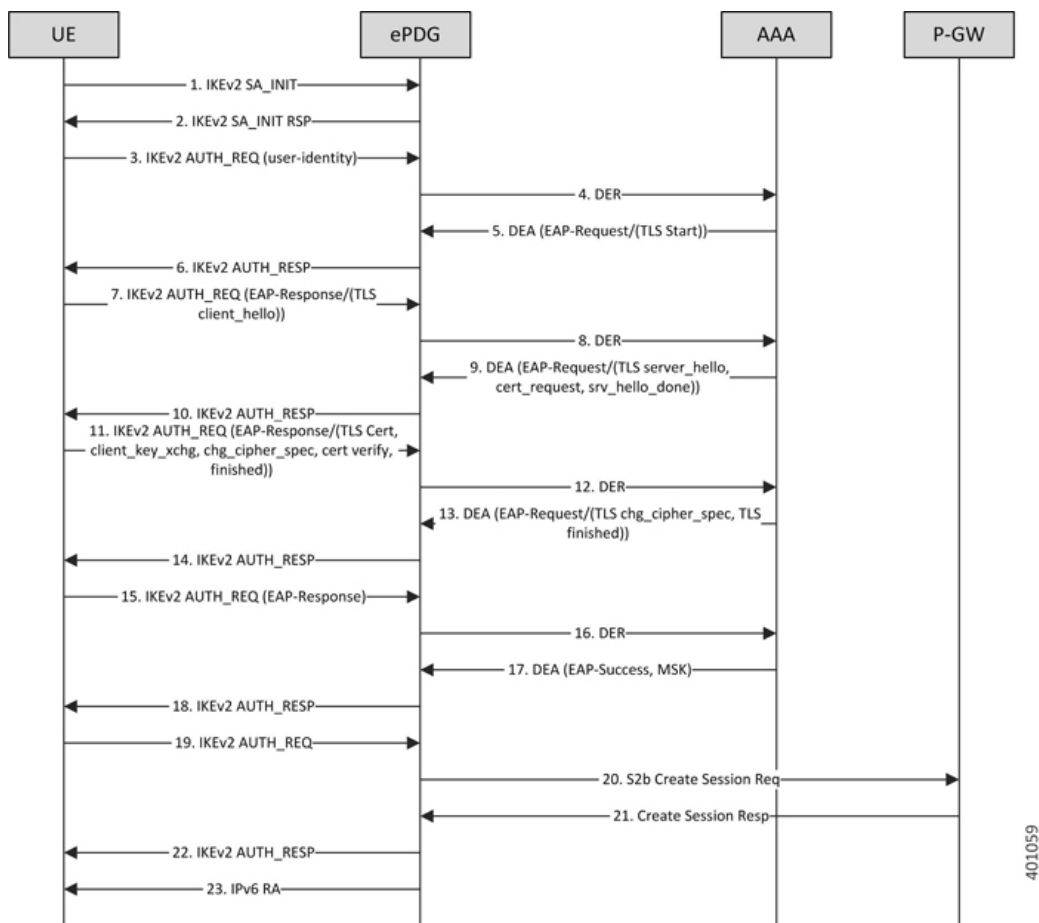 UE
ePDG
AAA
P-GW
1. IKEv2 SA_INIT
2. IKEv2 SA_INIT RSP
3. IKEv2 AUTH_REQ (user-identity)
4. DER
5. DEA (EAP-Request/(TLS Start))
6. IKEv2 AUTH_RESP
7. IKEv2 AUTH_REQ (EAP-Response/(TLS
client_hello))
8. DER
9. DEA (EAP-Request/(TLS server_hello,
cert_request, srv_hello_done))
10. IKEv2 AUTH_RESP
11. IKEv2 AUTH_REQ (EAP-Response/(TLS Cert,
client_key_xchg, chg_cipher_spec, cert verify,
finished))
12. DER
13. DEA (EAP-Request/(TLS chg_cipher_spec, TLS
finished))
14. IKEv2 AUTH_RESP
15. IKEv2 AUTH_REQ (EAP-Response)
16. DER
17. DEA (EAP-Success, MSK)
18. IKEv2 AUTH_RESP
19. IKEv2 AUTH_REQ
20. S2b Create Session Req
21. Create Session Resp
22. IKEv2 AUTH_RESP
23. IPv6 RA
401059